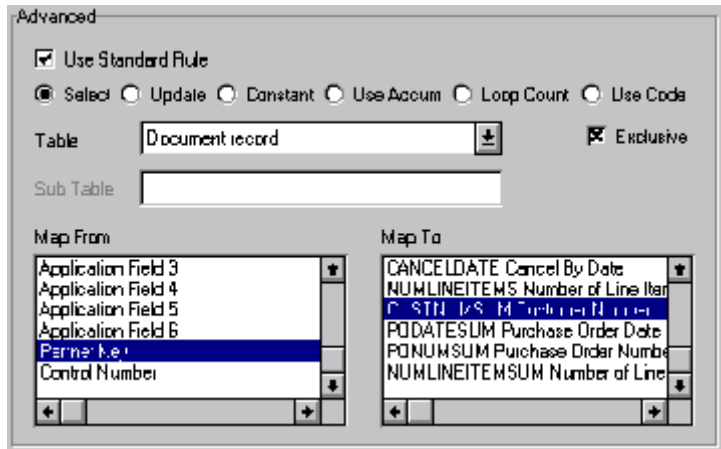 Advanced
Use Standard Rule
Select Update Constant Use Accum Loop Count Use Code
Table Document record Exclusive
Sub Table
Map From
Application Field 3
Application Field 4
Application Field 5
Application Field 6
Partner Key
Control Number
Map To
CANCELDATE Cancel By Date
NUMLINEITEMS Number of Line Iter
Customer Number
PODATESUM Purchase Order Date
PONUMSUM Purchase Order Numbe
NUMLINEITEMSUM Number of Line